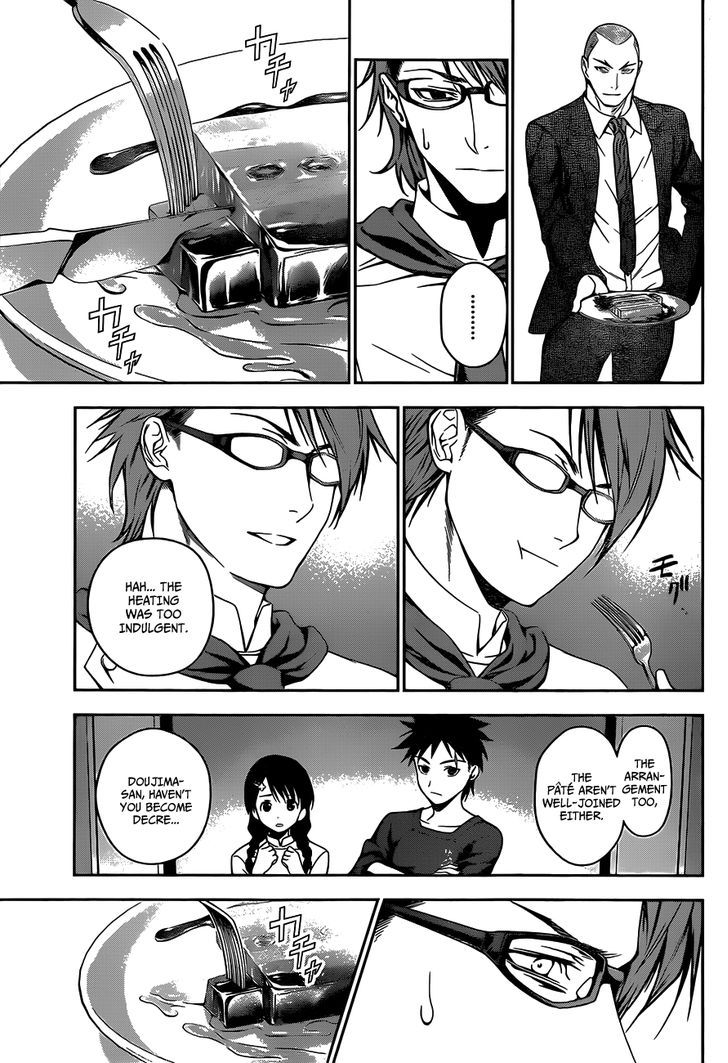 .........
カチャ
カチャ
モグ
HAH... THE
HEATING
WAS TOO
INDULGENT.
THE
ARRAN-
GEMENT
TOO,
THE
PÂTÉ AREN'T
WELL-JOINED
EITHER.
DOUJIMA-
SAN, HAVEN'T
YOU BECOME
DECRE...
カチャ